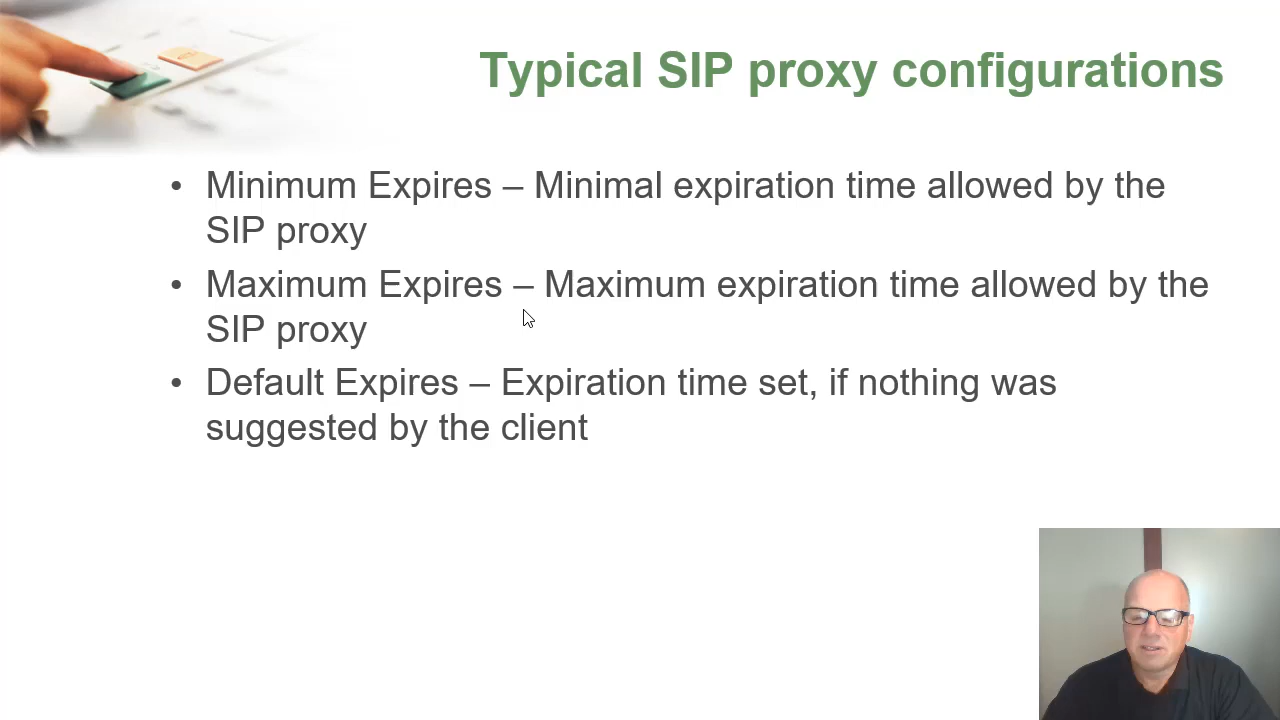 Typical SIP proxy configurations
• Minimum Expires – Minimal expiration time allowed by the
SIP proxy
• Maximum Expires – Maximum expiration time allowed by the
SIP proxy
• Default Expires – Expiration time set, if nothing was
suggested by the client